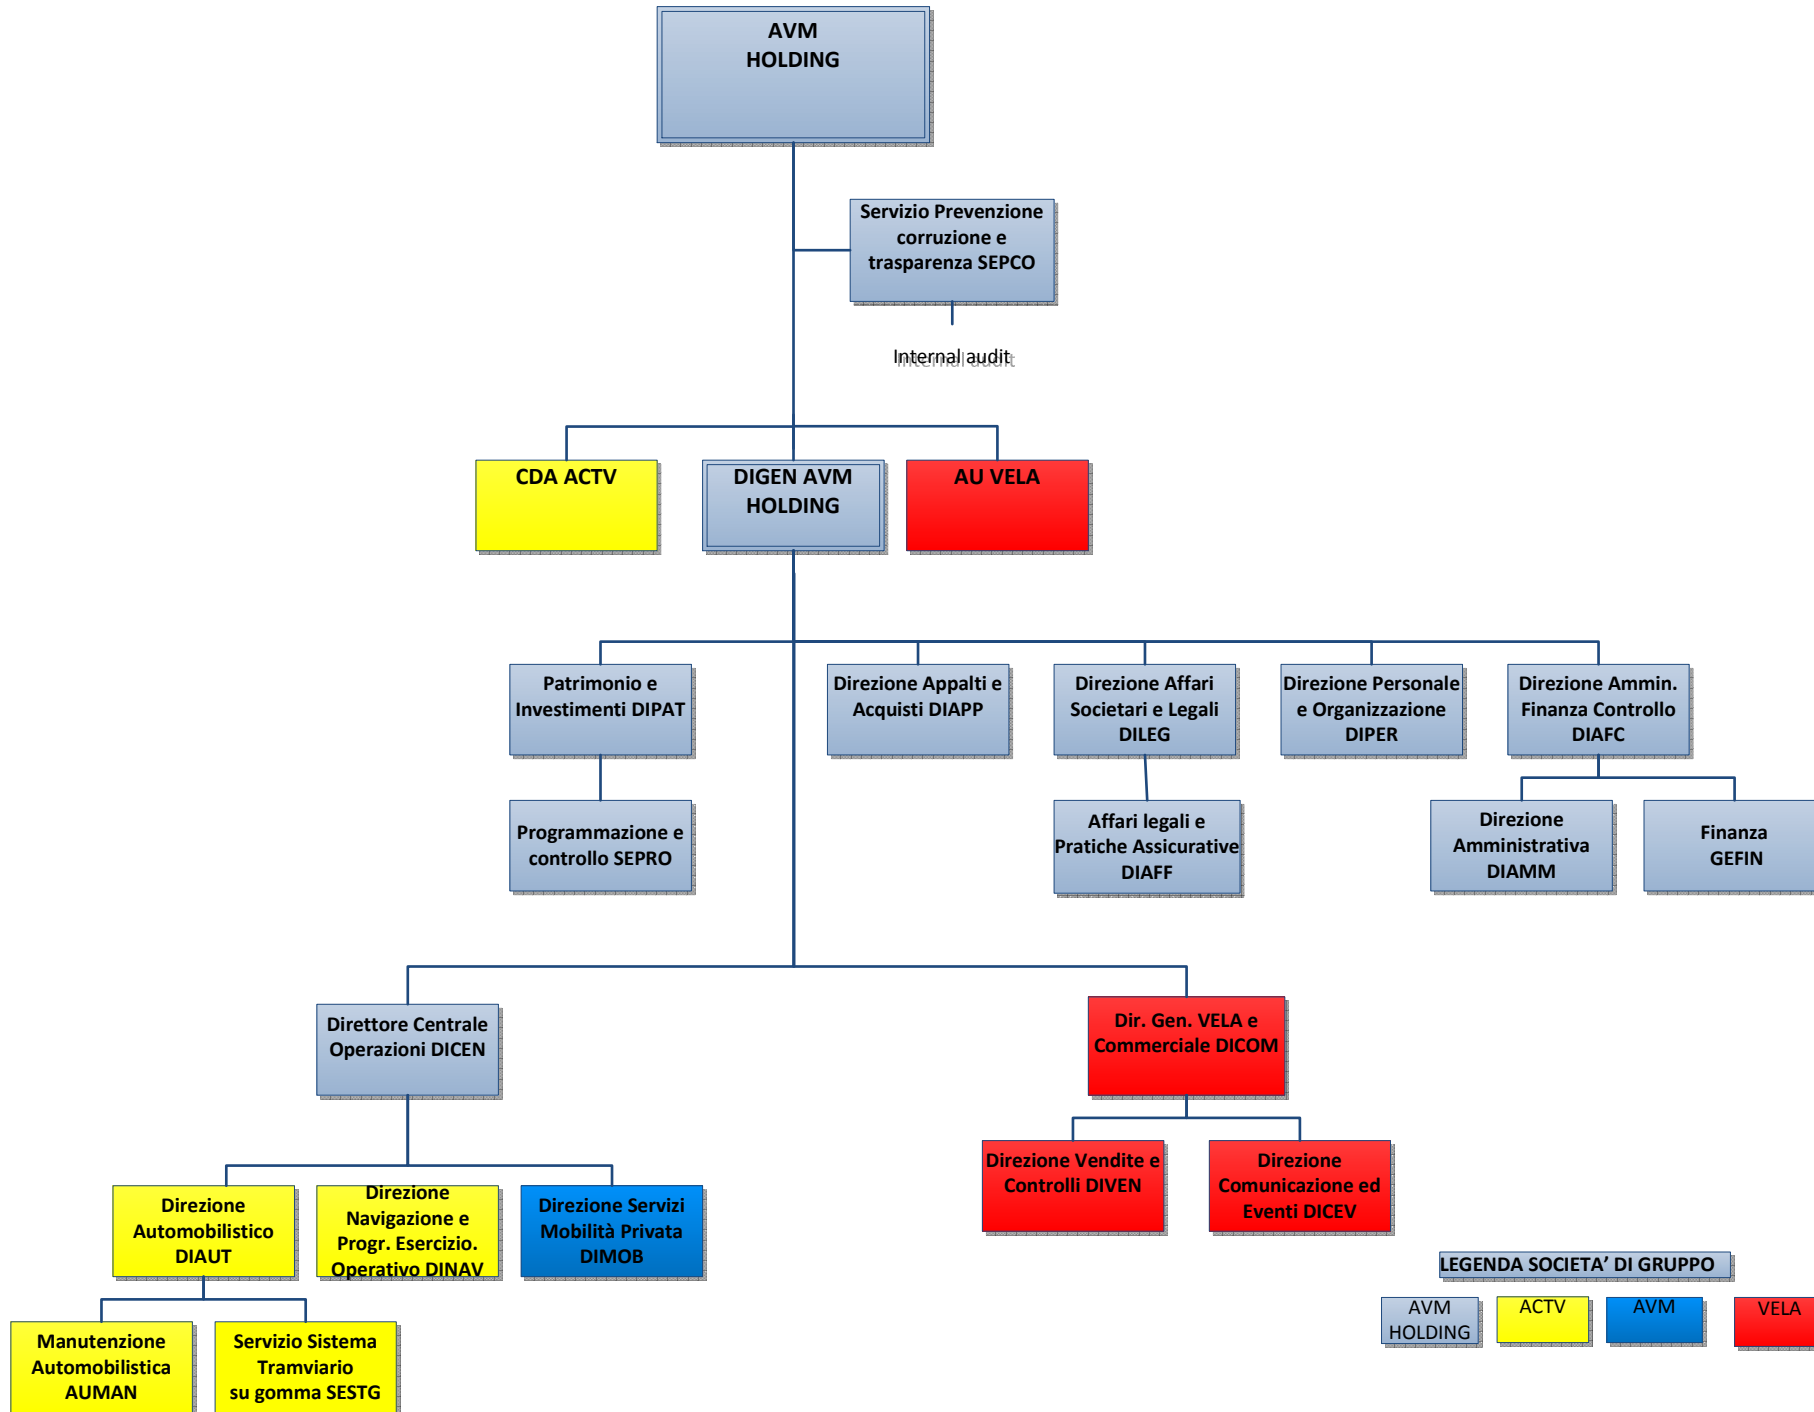 AVM
HOLDING
Servizio Prevenzione
corruzione e
trasparenza SEPCO
Internal audit
CDA ACTV
DIGEN AVM
HOLDING
AU VELA
Patrimonio e
Investimenti DIPAT
Direzione Appalti e
Acquisti DIAPP
Direzione Affari
Societari e Legali
DILEG
Direzione Personale
e Organizzazione
DIPER
Direzione Ammin.
Finanza Controllo
DIAFC
Programmazione e
controllo SEPRO
Affari legali e
Pratiche Assicurative
DIAFF
Direzione
Amministrativa
DIAMM
Finanza
GEFIN
Direttore Centrale
Operazioni DICEN
Dir. Gen. VELA e
Commerciale DICOM
Direzione Vendite e
Controlli DIVEN
Direzione
Comunicazione ed
Eventi DICEV
Direzione
Automobilistico
DIAUT
Direzione
Navigazione e
Progr. Esercizio.
Operativo DINAV
Direzione Servizi
Mobilità Privata
DIMOB
Manutenzione
Automobilistica
AUMAN
Servizio Sistema
Tramviario
su gomma SESTG
LEGENDA SOCIETA’ DI GRUPPO
AVM
HOLDING
ACTV
AVM
VELA